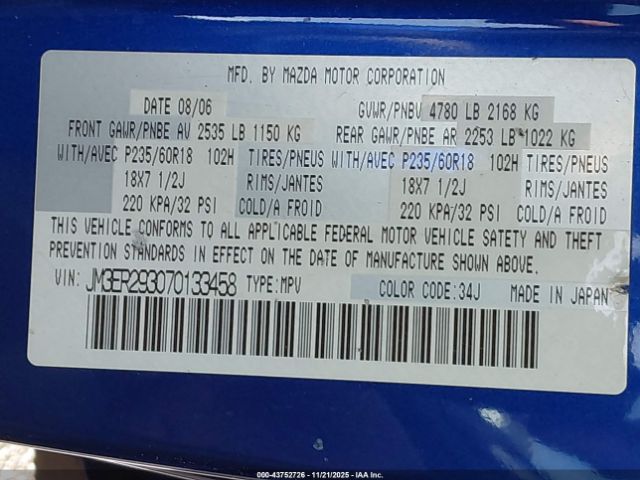 MFD. BY MAZDA MOTOR CORPORATION
DATE 08/06 GVWR/PNBV 4780 LB 2168 KG
FRONT GAWR/PNBE AV 2535 LB 1150 KG REAR GAWR/PNBE AR 2253 LB 1022 KG
WITH/AVEC P235/60R18 102H TIRES/PNEUS WITH/AVEC P235/60R18 102H TIRES/PNEUS
18X7 1/2J RIMS/JANTES 18X7 1/2J RIMS/JANTES
220 KPA/32 PSI COLD/A FROID 220 KPA/32 PSI COLD/A FROID
THIS VEHICLE CONFORMS TO ALL APPLICABLE FEDERAL MOTOR VEHICLE SAFETY AND THEFT
PREVENTION STANDARDS IN EFFECT ON THE DATE OF MANUFACTURE SHOWN ABOVE.
VIN: JM3ER293070133458 TYPE:MPV COLOR CODE:34J MADE IN JAPAN
000-43752726 - 11/21/2025 - IAA Inc.